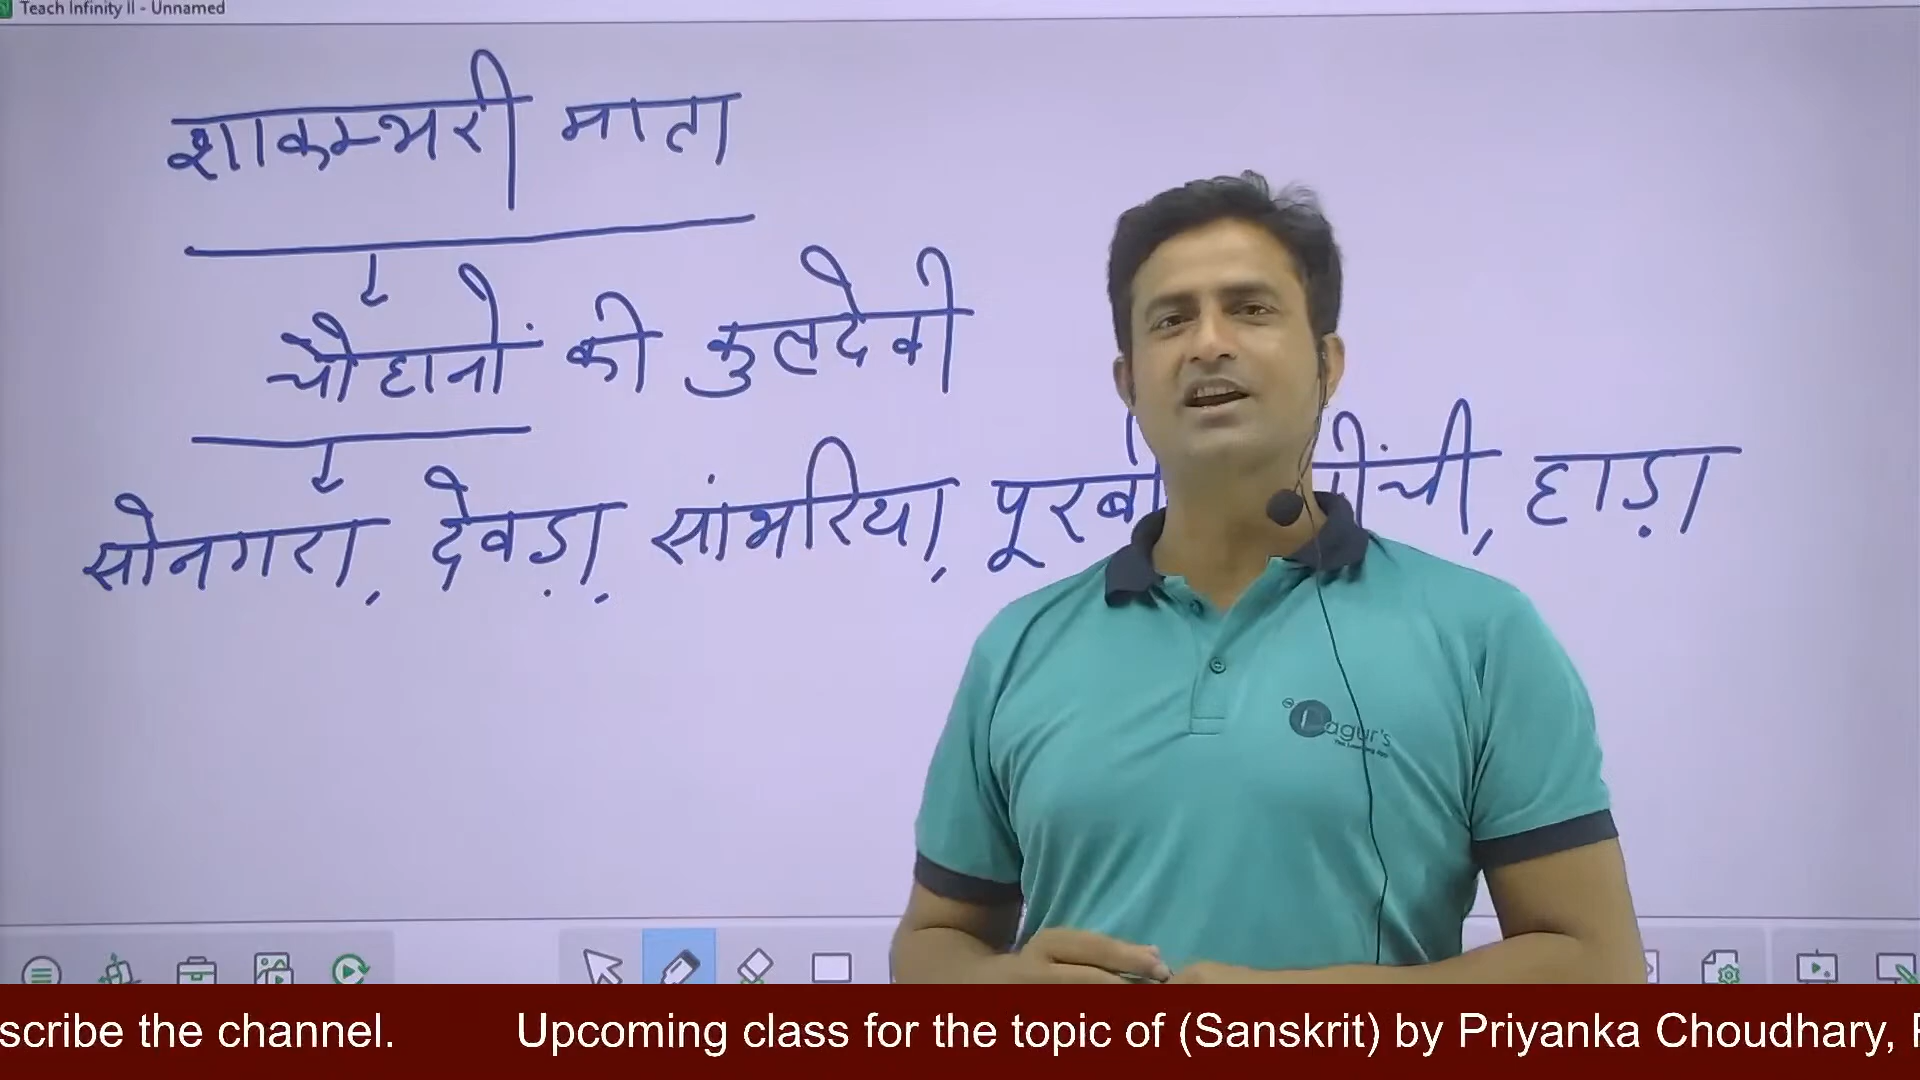 Teach Infinity II - Unnamed
शाकम्भरी माता
चौहानों की कुलदेवी
सोनगरा, देवड़ा, सांभरिया, हाड़ा
agur's
scribe the channel. Upcoming class for the topic of (Sanskrit) by Priyanka Choudhary,